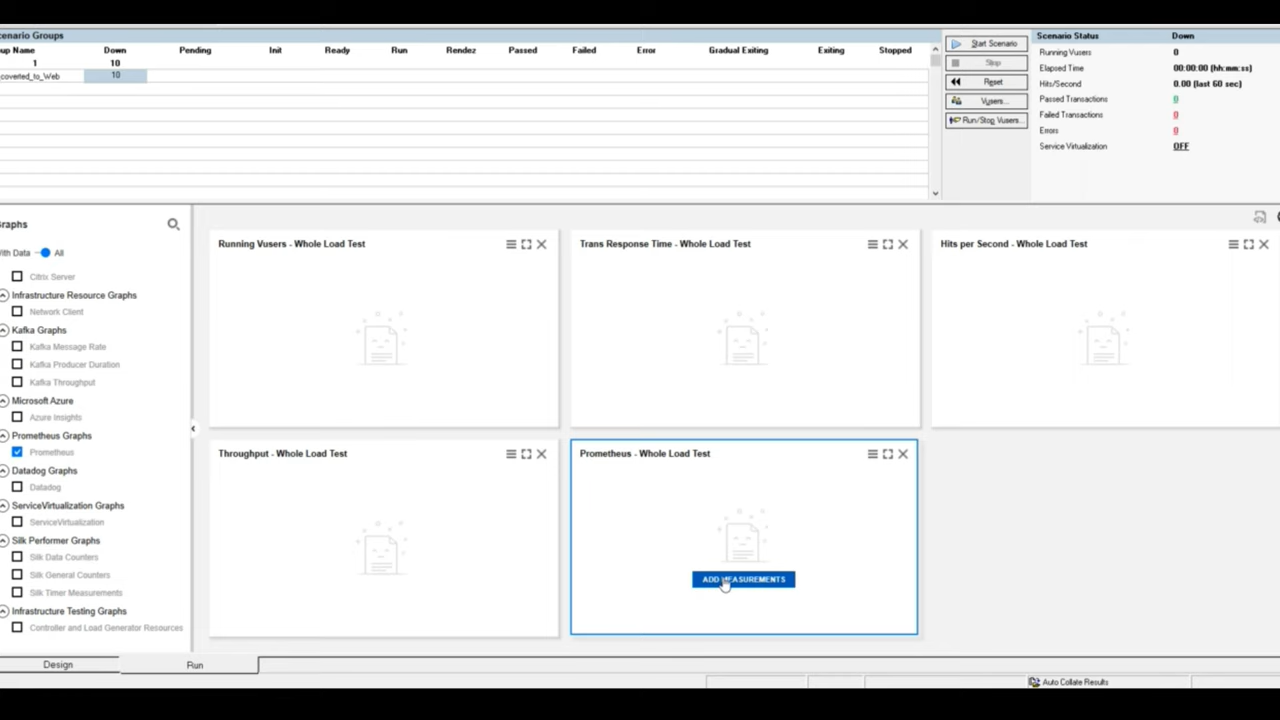 cenario Groups
up Name Down Pending Init Ready Run Rendez Passed Failed Error Gradual Exiting Exiting Stopped
1 10
coverted_to_Web 10
Start Scenario
Stop
Reset
Vusers...
Run/Stop Vusers...
Scenario Status Down
Running Vusers 0
Elapsed Time 00:00:00 (hh:mm:ss)
Hits/Second 0.00 (last 60 sec)
Passed Transactions 0
Failed Transactions 0
Errors 0
Service Virtualization OFF
Graphs
With Data All
Citrix Server
Infrastructure Resource Graphs
Network Client
Kafka Graphs
Kafka Message Rate
Kafka Producer Duration
Kafka Throughput
Microsoft Azure
Azure Insights
Prometheus Graphs
Prometheus
Datadog Graphs
Datadog
ServiceVirtualization Graphs
ServiceVirtualization
Silk Performer Graphs
Silk Data Counters
Silk General Counters
Silk Timer Measurements
Infrastructure Testing Graphs
Controller and Load Generator Resources
Running Vusers - Whole Load Test
Trans Response Time - Whole Load Test
Hits per Second - Whole Load Test
Throughput - Whole Load Test
Prometheus - Whole Load Test
ADD MEASUREMENTS
Design Run
Auto Collate Results